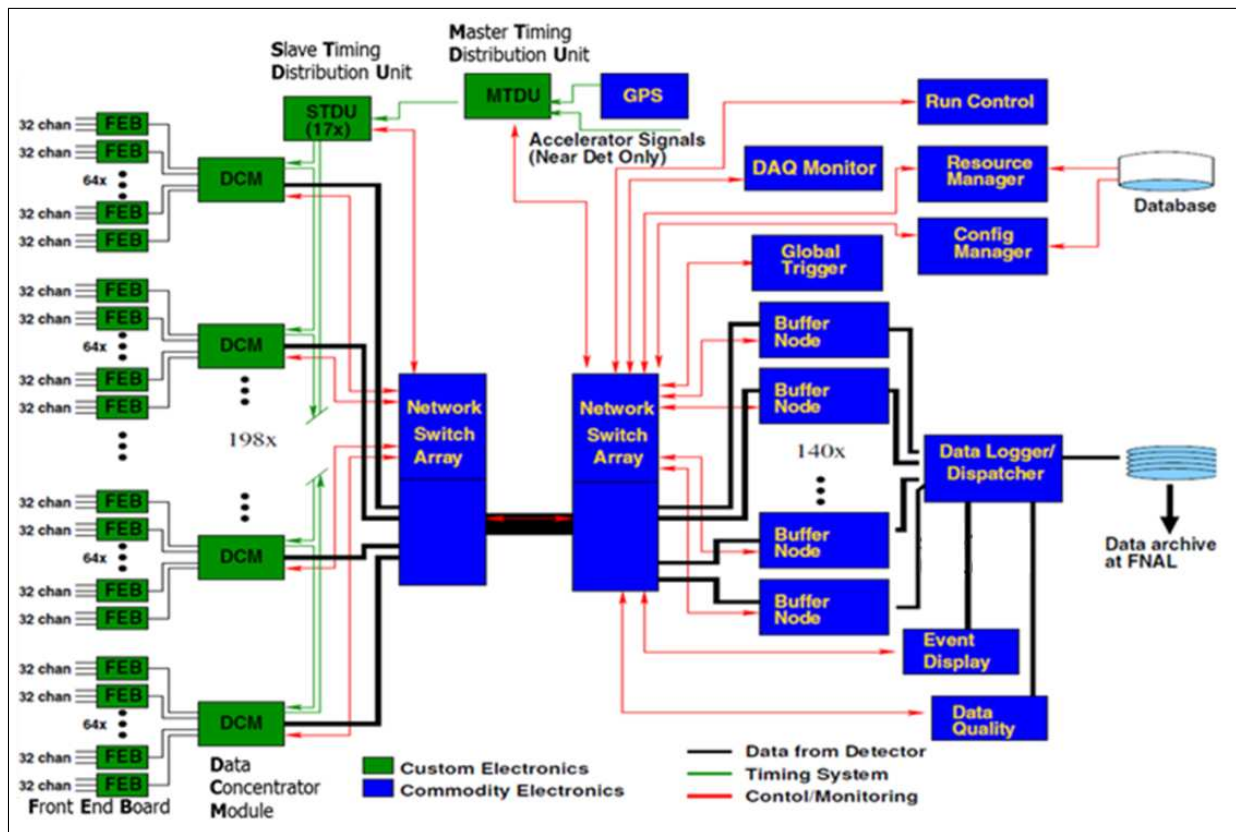 Slave Timing
Distribution Unit
Master Timing
Distribution Unit
STDU
(17x)
MTDU
GPS
Accelerator Signals
(Near Det Only)
Run Control
DAQ Monitor
Resource
Manager
Database
Config
Manager
Global
Trigger
32 chan FEB
32 chan FEB
64x
32 chan FEB
32 chan FEB
DCM
32 chan FEB
32 chan FEB
64x
32 chan FEB
32 chan FEB
DCM
198x
32 chan FEB
32 chan FEB
64x
32 chan FEB
32 chan FEB
DCM
32 chan FEB
32 chan FEB
64x
32 chan FEB
32 chan FEB
DCM
Front End Board
Data
Concentrator
Module
Network
Switch
Array
Network
Switch
Array
Buffer
Node
Buffer
Node
140x
Buffer
Node
Buffer
Node
Data Logger/
Dispatcher
Data archive
at FNAL
Event
Display
Data
Quality
Custom Electronics
Commodity Electronics
Data from Detector
Timing System
Contol/Monitoring